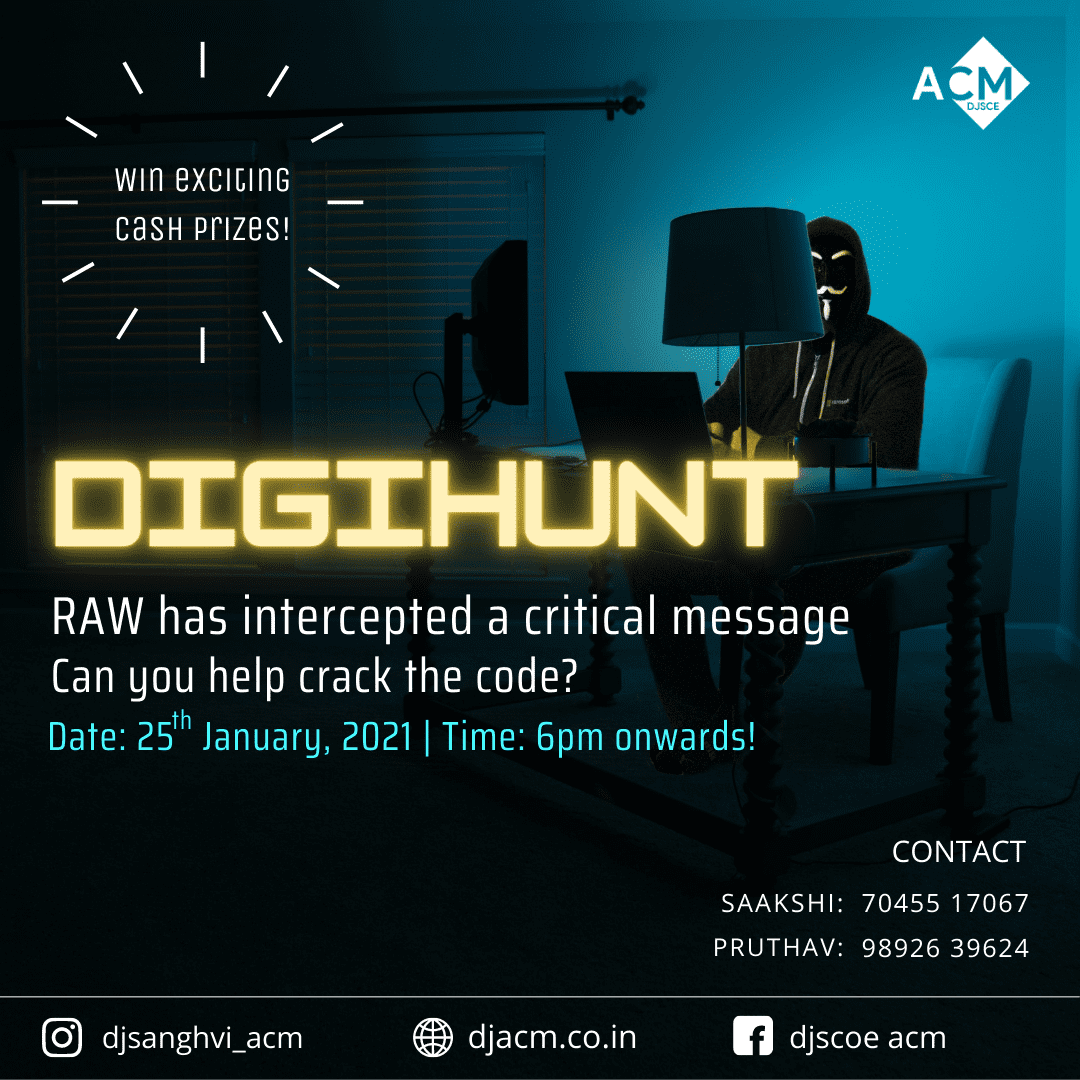 ACM
DJSCE
Win exciting
cash prizes!
DIGIHUNT
RAW has intercepted a critical message
Can you help crack the code?
Date: 25th January, 2021 | Time: 6pm onwards!
CONTACT
SAAKSHI: 70455 17067
PRUTHAV: 98926 39624
djsanghvi_acm djacm.co.in djscoe acm